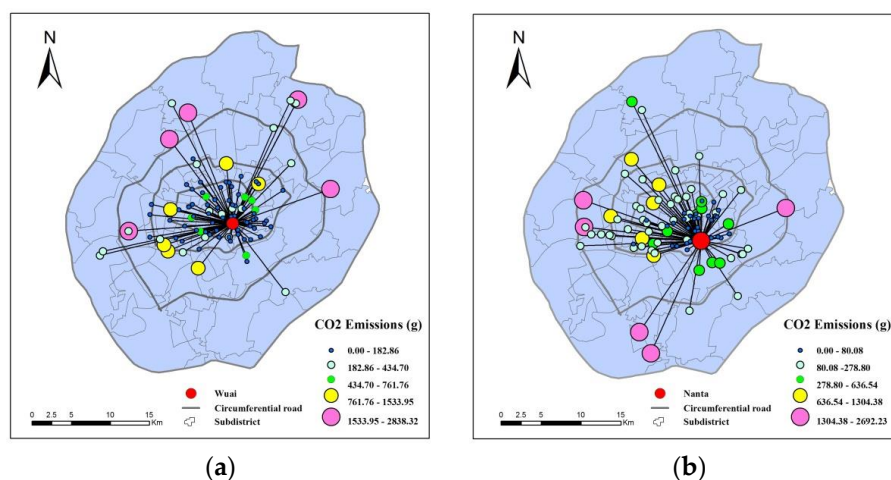 N
CO2 Emissions (g)
0.00 - 182.86
182.86 - 434.70
434.70 - 761.76
761.76 - 1533.95
1533.95 - 2838.32
Wuai
Circumferential road
Subdistrict
0 2.5 5 10 15
Km
(a)
N
CO2 Emissions (g)
0.00 - 80.08
80.08 -278.80
278.80 - 636.54
636.54 - 1304.38
1304.38 - 2692.23
Nanta
Circumferential road
Subdistrict
0 2.5 5 10 15
Km
(b)